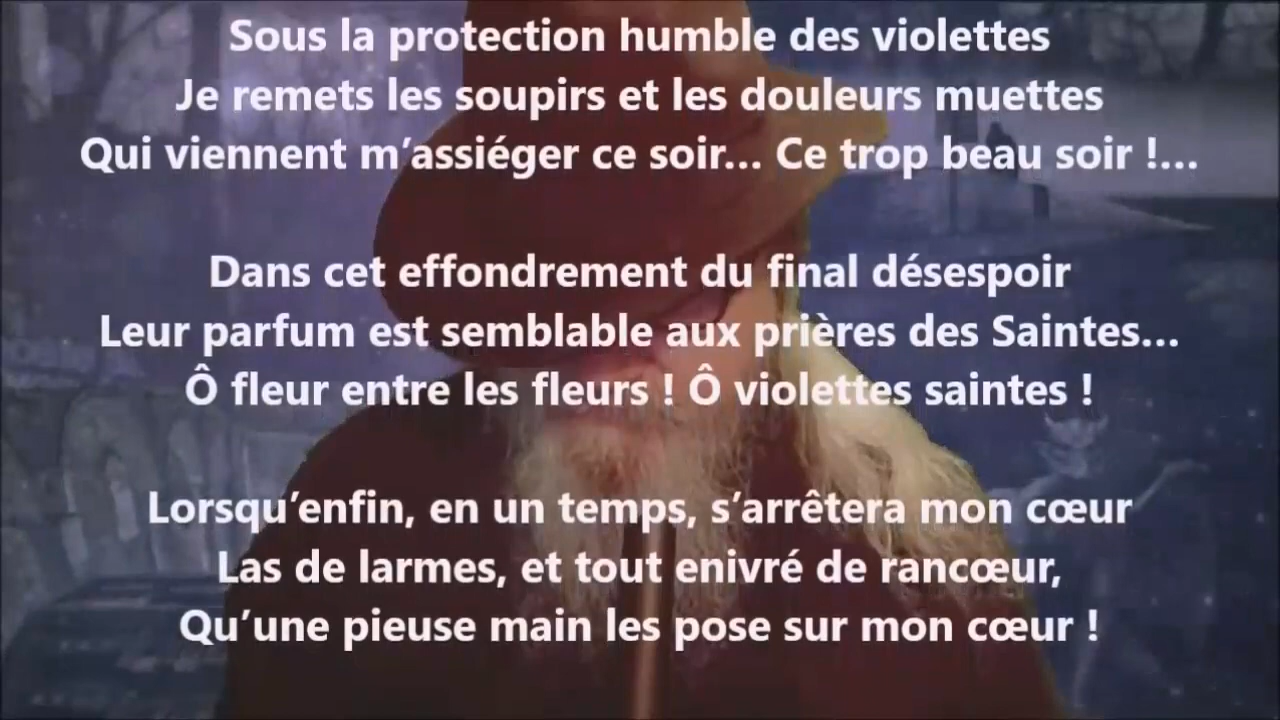 Sous la protection humble des violettes
Je remets les soupirs et les douleurs muettes
Qui viennent m’assiéger ce soir... Ce trop beau soir !...
Dans cet effondrement du final désespoir
Leur parfum est semblable aux prières des Saintes...
Ô fleur entre les fleurs ! Ô violettes saintes !
Lorsqu’enfin, en un temps, s’arrêtera mon cœur
Las de larmes, et tout enivré de rancœur,
Qu’une pieuse main les pose sur mon cœur !